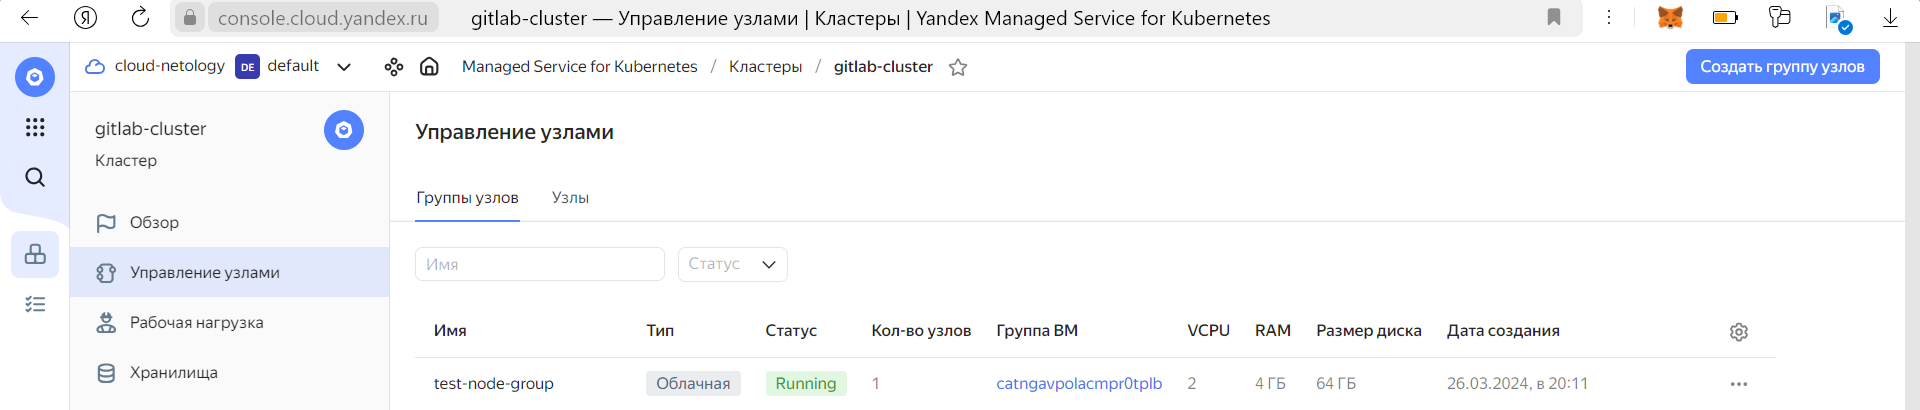 Я console.cloud.yandex.ru gitlab-cluster — Управление узлами | Кластеры | Yandex Managed Service for Kubernetes
cloud-netology DE default Managed Service for Kubernetes / Кластеры / gitlab-cluster Создать группу узлов
gitlab-cluster
Кластер
Обзор
Управление узлами
Рабочая нагрузка
Хранилища
Управление узлами
Группы узлов Узлы
Имя Статус
Имя Тип Статус Кол-во узлов Группа ВМ VCPU RAM Размер диска Дата создания
test-node-group Облачная Running 1 catngavpolacmpr0tplb 2 4 ГБ 64 ГБ 26.03.2024, в 20:11